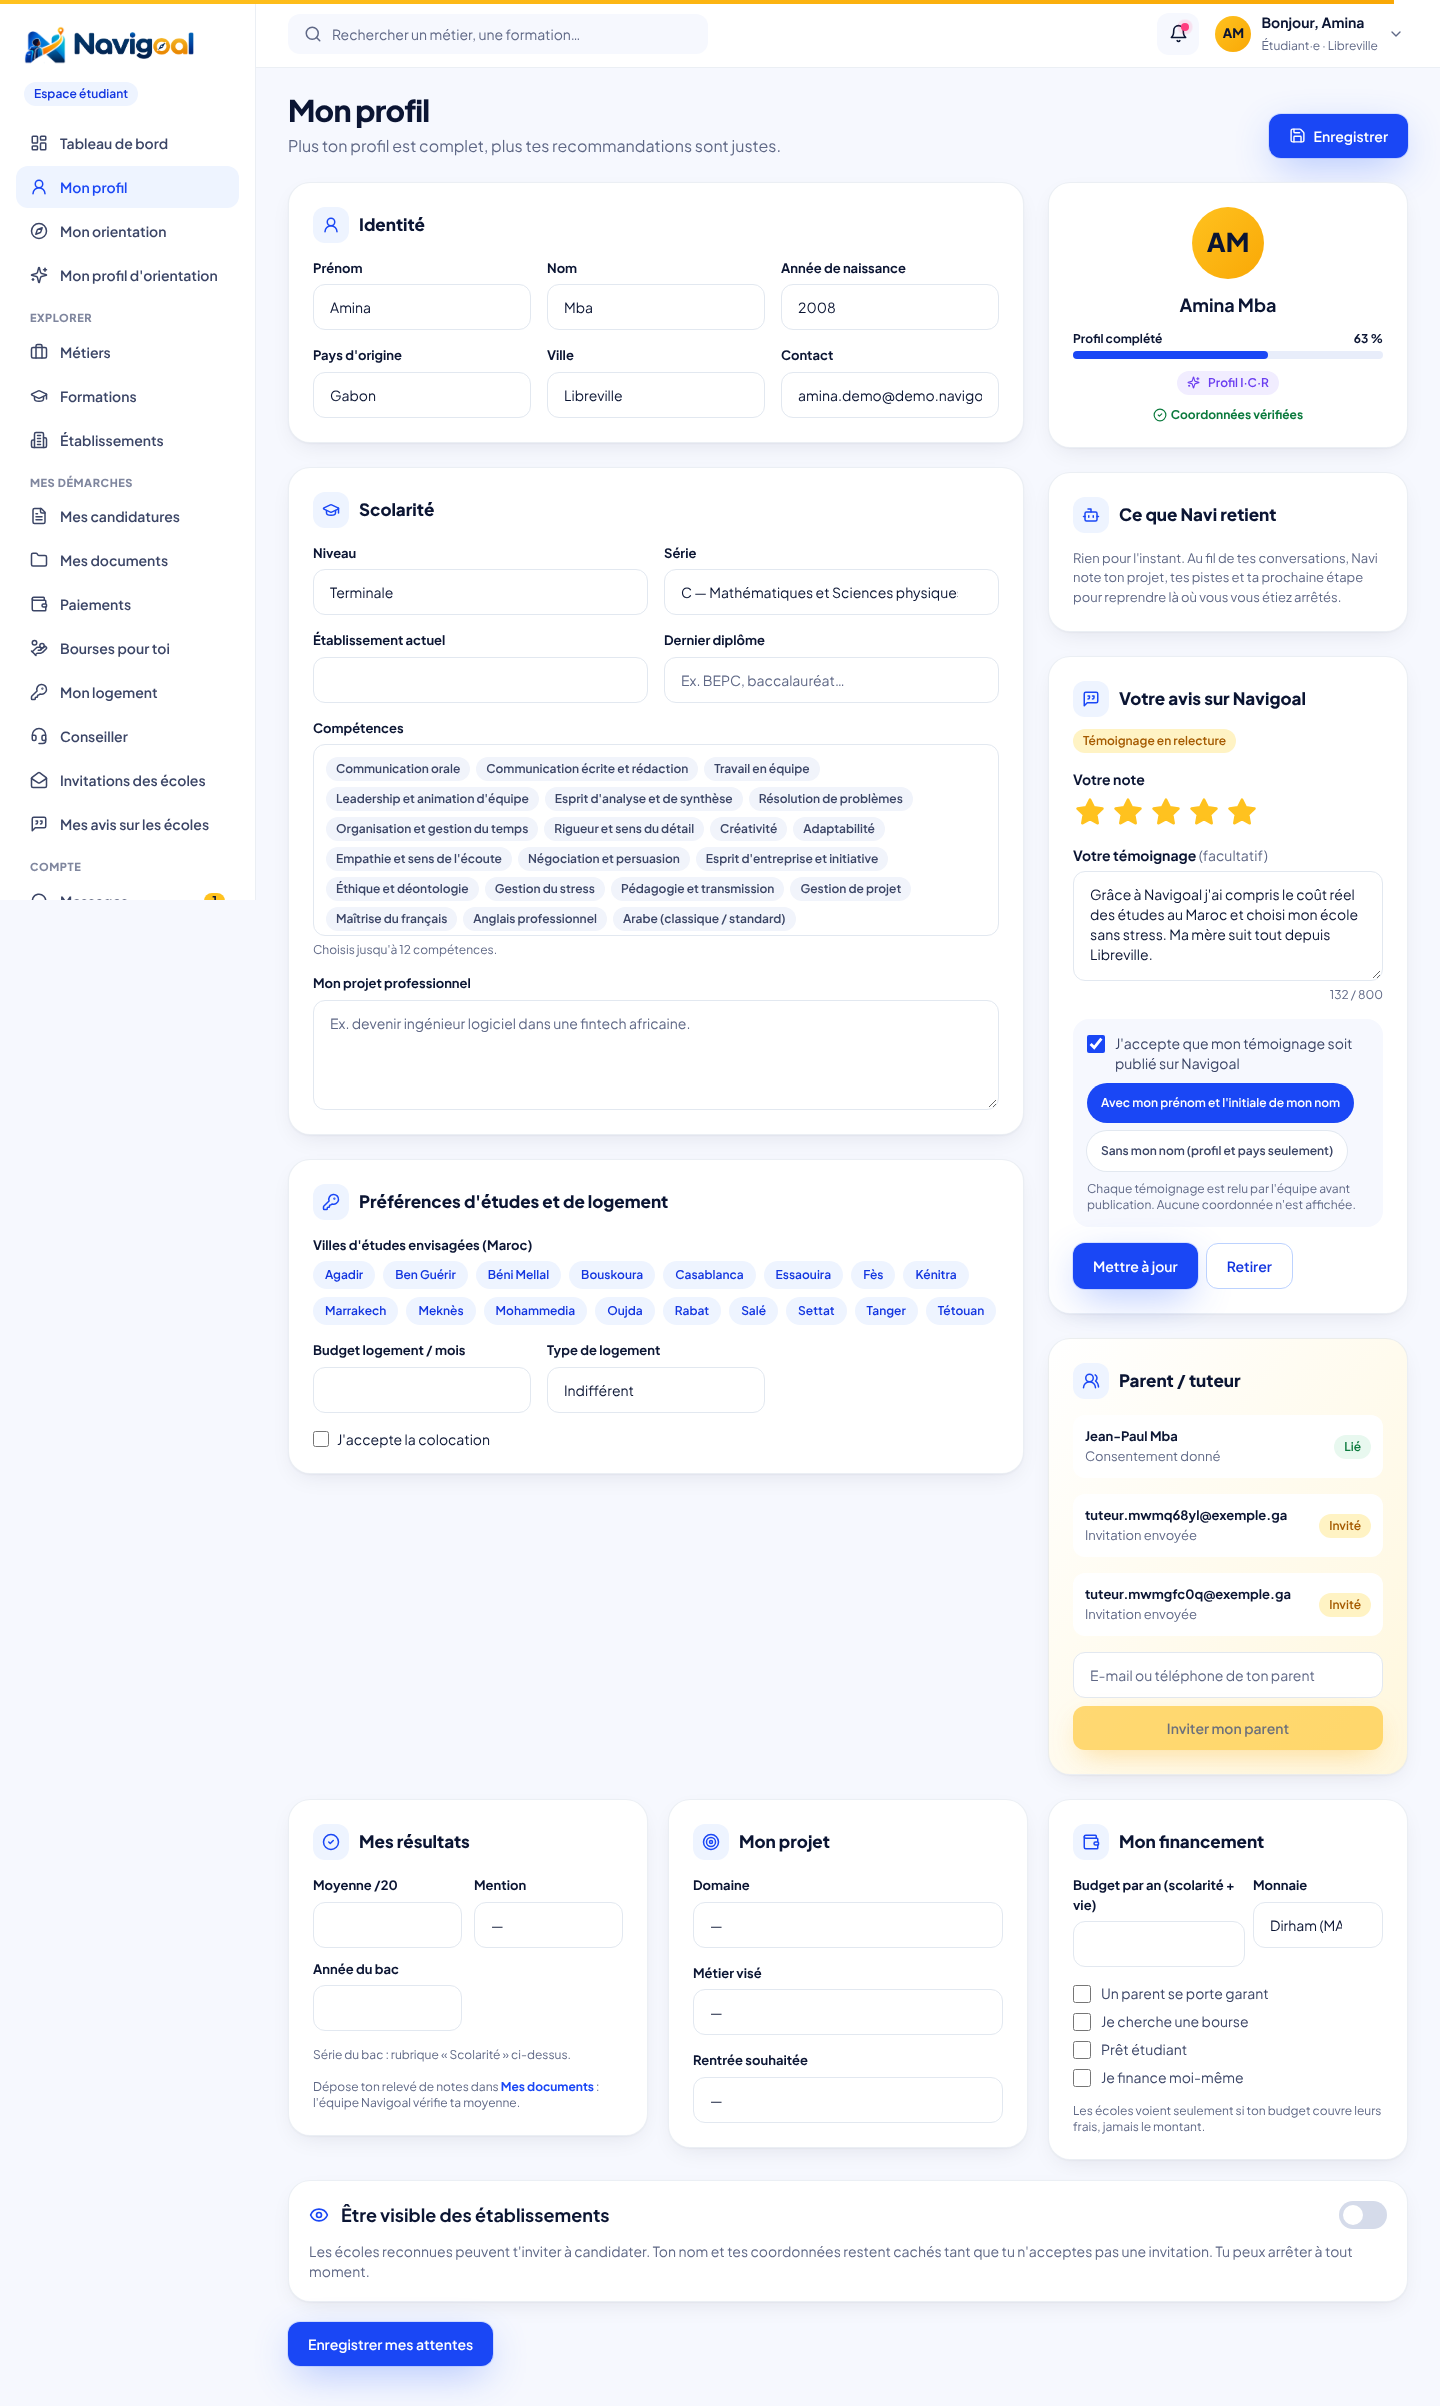 Navigoal
Espace étudiant
Tableau de bord
Mon profil
Mon orientation
Mon profil d'orientation
EXPLORER
Métiers
Formations
Établissements
MES DÉMARCHES
Mes candidatures
Mes documents
Paiements
Bourses pour toi
Mon logement
Conseiller
Invitations des écoles
Mes avis sur les écoles
COMPTE
Rechercher un métier, une formation...
AM
Bonjour, Amina
Étudiant·e · Libreville
Mon profil
Plus ton profil est complet, plus tes recommandations sont justes.
Enregistrer
Identité
Prénom
Nom
Année de naissance
Amina
Mba
2008
Pays d'origine
Ville
Contact
Gabon
Libreville
amina.demo@demo.navigo
Scolarité
Niveau
Série
Terminale
C — Mathématiques et Sciences physique
Établissement actuel
Dernier diplôme
Ex. BEPC, baccalauréat...
Compétences
Communication orale
Communication écrite et rédaction
Travail en équipe
Leadership et animation d'équipe
Esprit d'analyse et de synthèse
Résolution de problèmes
Organisation et gestion du temps
Rigueur et sens du détail
Créativité
Adaptabilité
Empathie et sens de l'écoute
Négociation et persuasion
Esprit d'entreprise et initiative
Éthique et déontologie
Gestion du stress
Pédagogie et transmission
Gestion de projet
Maîtrise du français
Anglais professionnel
Arabe (classique / standard)
Choisis jusqu'à 12 compétences.
Mon projet professionnel
Ex. devenir ingénieur logiciel dans une fintech africaine.
Préférences d'études et de logement
Villes d'études envisagées (Maroc)
Agadir
Ben Guérir
Béni Mellal
Bouskoura
Casablanca
Essaouira
Fès
Kénitra
Marrakech
Meknès
Mohammedia
Oujda
Rabat
Salé
Settat
Tanger
Tétouan
Budget logement / mois
Type de logement
Indifférent
J'accepte la colocation
AM
Amina Mba
Profil complété
63 %
Profil I·C·R
Coordonnées vérifiées
Ce que Navi retient
Rien pour l'instant. Au fil de tes conversations, Navi
note ton projet, tes pistes et ta prochaine étape
pour reprendre là où vous vous étiez arrêtés.
Votre avis sur Navigoal
Témoignage en relecture
Votre note
Votre témoignage (facultatif)
Grâce à Navigoal j'ai compris le coût réel
des études au Maroc et choisi mon école
sans stress. Ma mère suit tout depuis
Libreville.
132 / 800
J'accepte que mon témoignage soit
publié sur Navigoal
Avec mon prénom et l'initiale de mon nom
Sans mon nom (profil et pays seulement)
Chaque témoignage est relu par l'équipe avant
publication. Aucune coordonnée n'est affichée.
Mettre à jour
Retirer
Parent / tuteur
Jean-Paul Mba
Consentement donné
Lié
tuteur.mwmq68yl@exemple.ga
Invitation envoyée
Invité
tuteur.mwmgfc0q@exemple.ga
Invitation envoyée
Invité
E-mail ou téléphone de ton parent
Inviter mon parent
Mes résultats
Moyenne /20
Mention
—
Année du bac
Série du bac : rubrique « Scolarité » ci-dessus.
Dépose ton relevé de notes dans Mes documents :
l'équipe Navigoal vérifie ta moyenne.
Mon projet
Domaine
—
Métier visé
—
Rentrée souhaitée
—
Mon financement
Budget par an (scolarité +
vie)
Monnaie
Dirham (MA
Un parent se porte garant
Je cherche une bourse
Prêt étudiant
Je finance moi-même
Les écoles voient seulement si ton budget couvre leurs
frais, jamais le montant.
Être visible des établissements
Les écoles reconnues peuvent t'inviter à candidater. Ton nom et tes coordonnées restent cachés tant que tu n'acceptes pas une invitation. Tu peux arrêter à tout
moment.
Enregistrer mes attentes